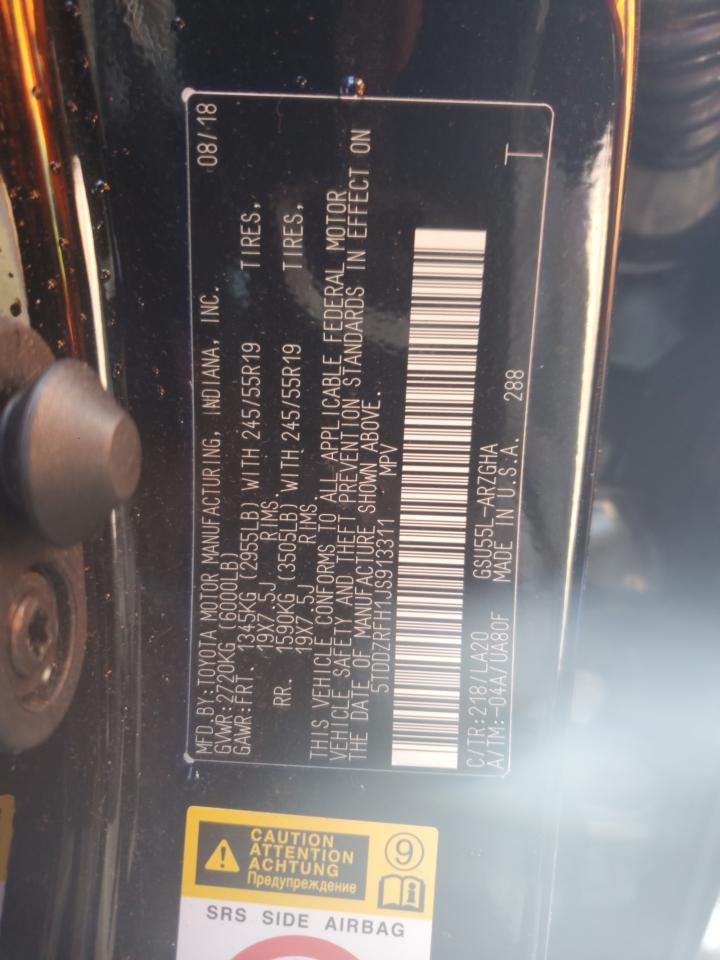 MFD.BY:TOYOTA MOTOR MANUFACTURING, INDIANA, INC. 08/18
GVWR:2720KG (6000LB)
GAWR:FRT. 1345KG (2955LB) WITH 245/55R19 TIRES,
19X7.5J RIMS.
RR. 1590KG (3505LB) WITH 245/55R19 TIRES,
19X7.5J RIMS.
THIS VEHICLE CONFORMS TO ALL APPLICABLE FEDERAL MOTOR
VEHICLE SAFETY AND THEFT PREVENTION STANDARDS IN EFFECT ON
THE DATE OF MANUFACTURE SHOWN ABOVE.
5TDDZRFH1JS913311 MPV
C/TR:218/LA20 GSU55L-ARZGHA
A/TM:-04A/UA80F MADE IN U.S.A. 288 T
CAUTION
ATTENTION
ACHTUNG
Предупреждение
9
i
SRS SIDE AIRBAG